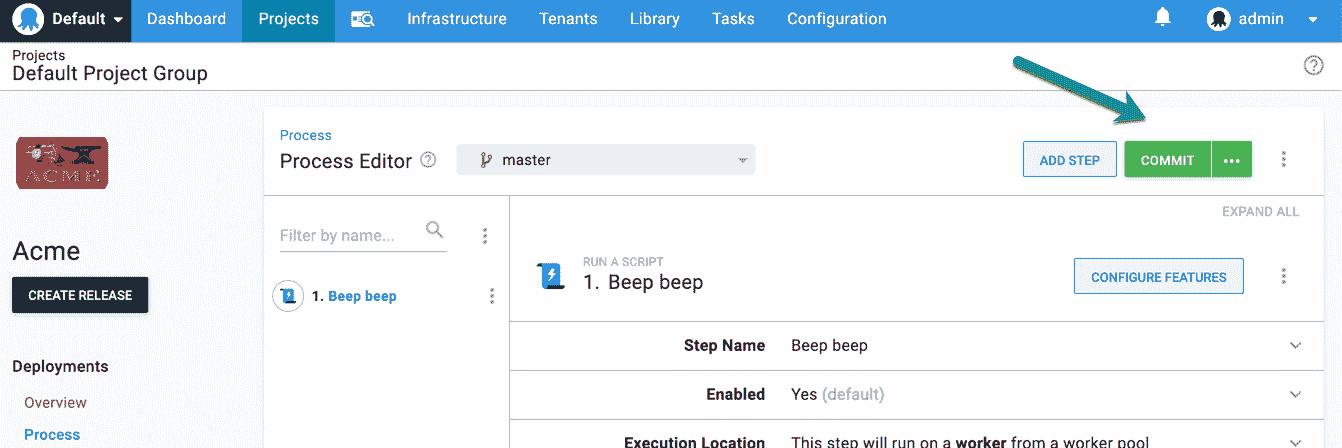 Default Dashboard Projects Infrastructure Tenants Library Tasks Configuration admin
Projects
Default Project Group
ACME
Process
Process Editor master ADD STEP COMMIT
EXPAND ALL
Filter by name...
Acme
RUN A SCRIPT
1. Beep beep CONFIGURE FEATURES
CREATE RELEASE
1. Beep beep
Step Name Beep beep
Deployments
Enabled Yes (default)
Overview
Process
Execution Location This step will run on a worker from a worker pool